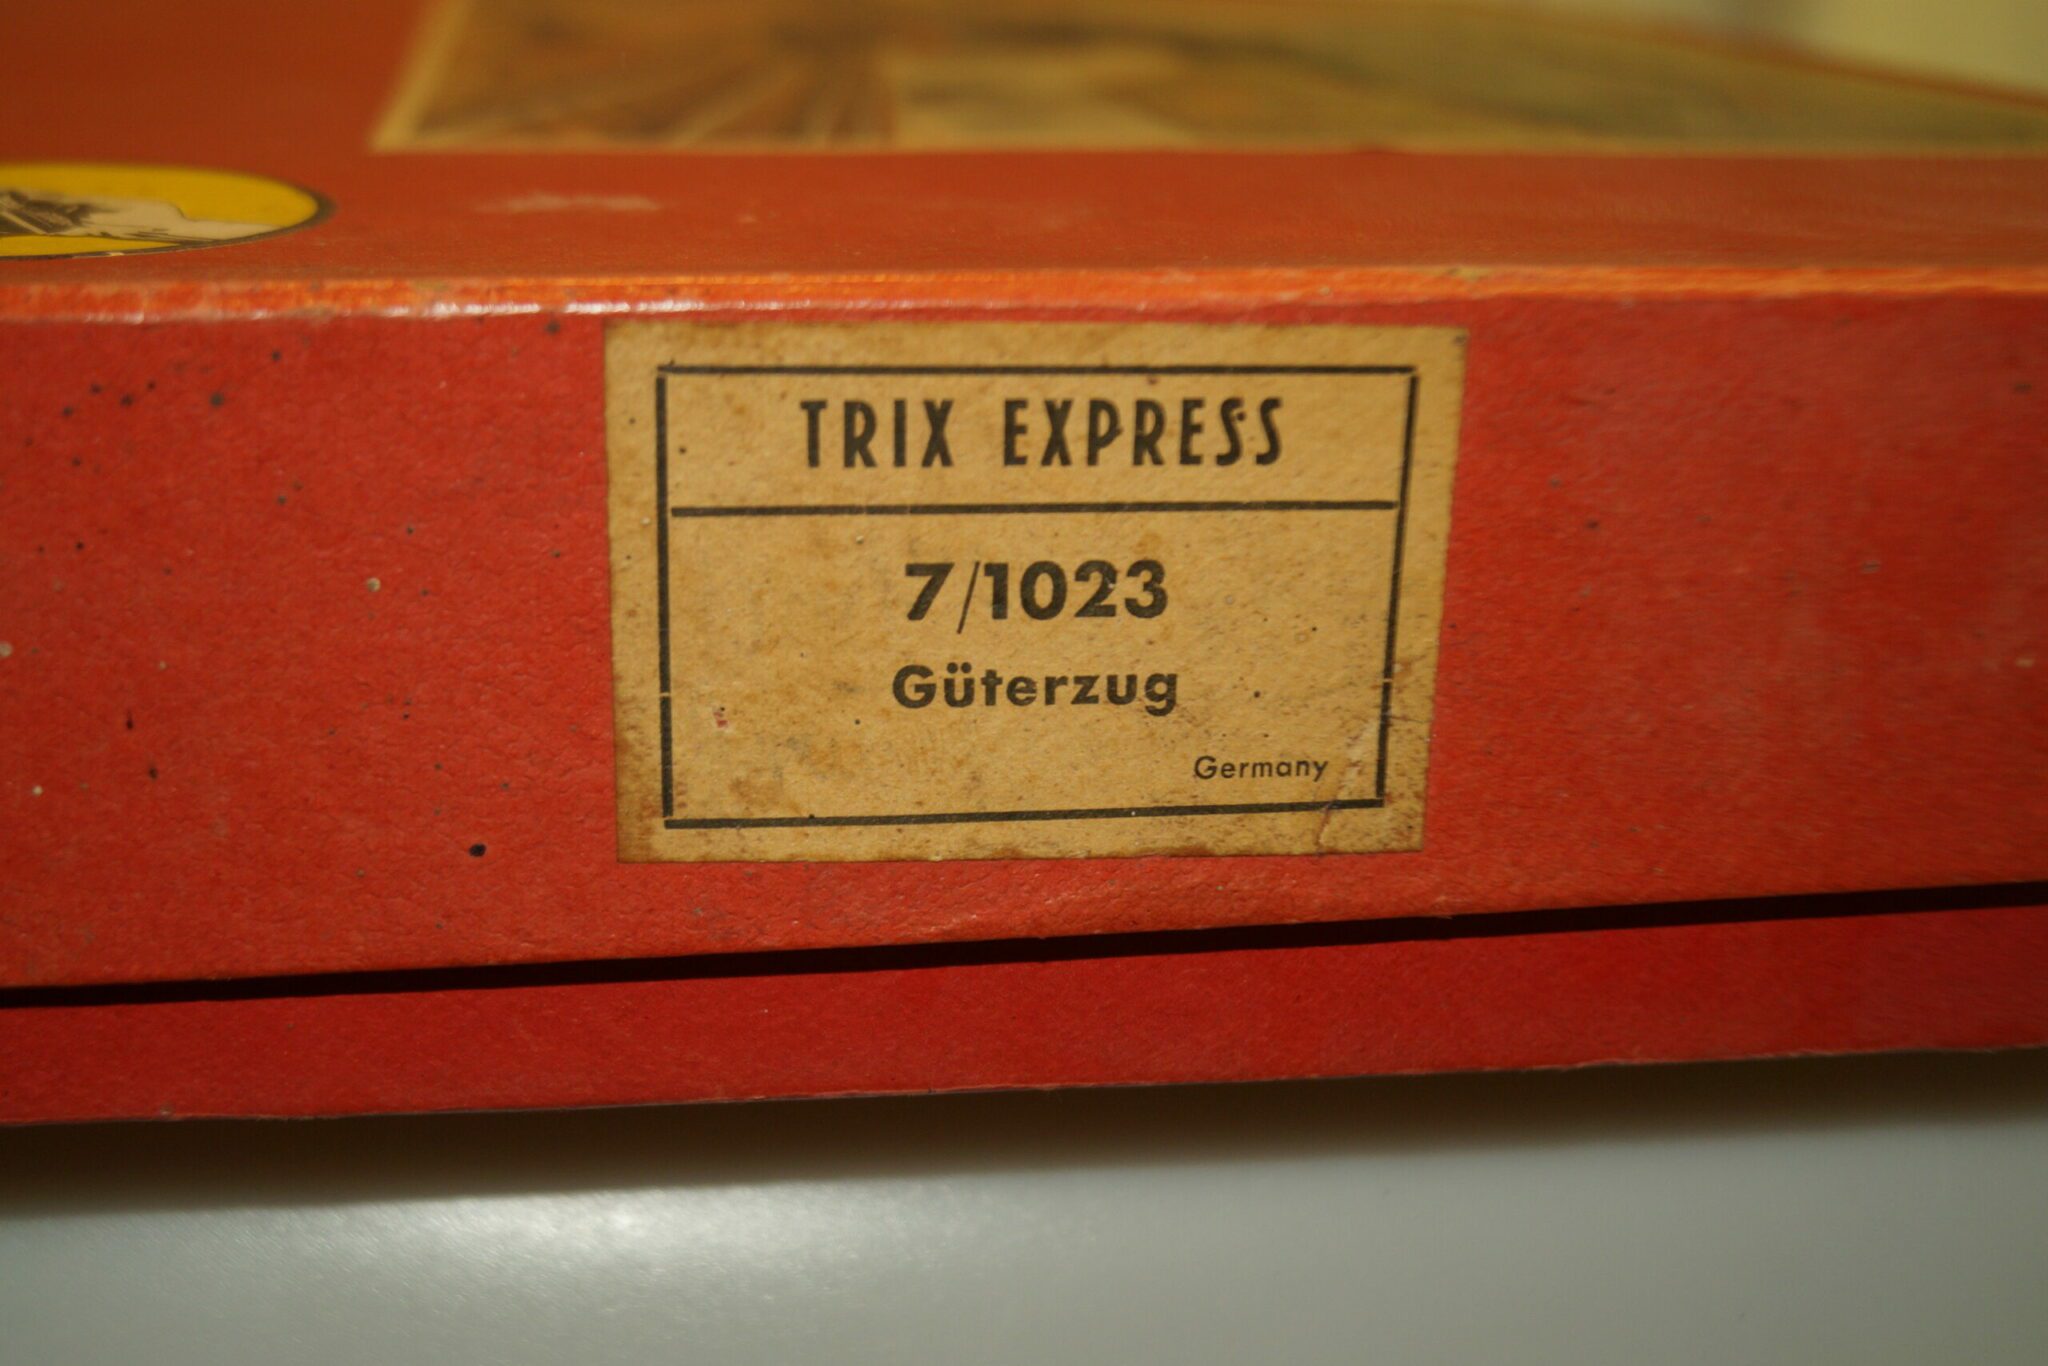 TRIX EXPRESS
7/1023
Güterzug
Germany